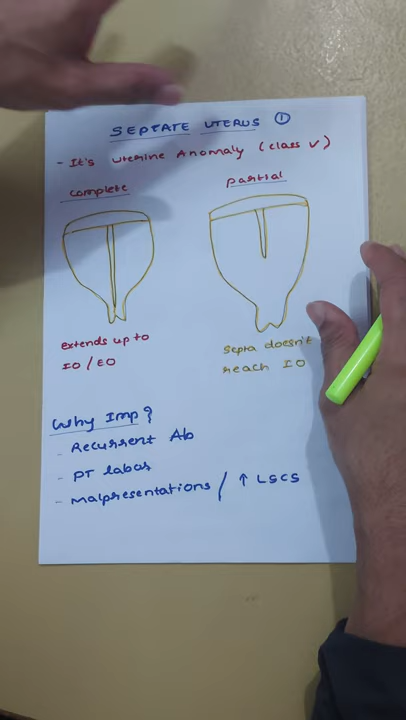 SEPTATE UTERUS ①
- It's uterine Anomaly (class V)
complete
partial
extends up to
IO / EO
Septa doesn't
reach IO
Why Imp?
- Recurrent Ab
- PT labor
- Malpresentations / ↑ LSCS